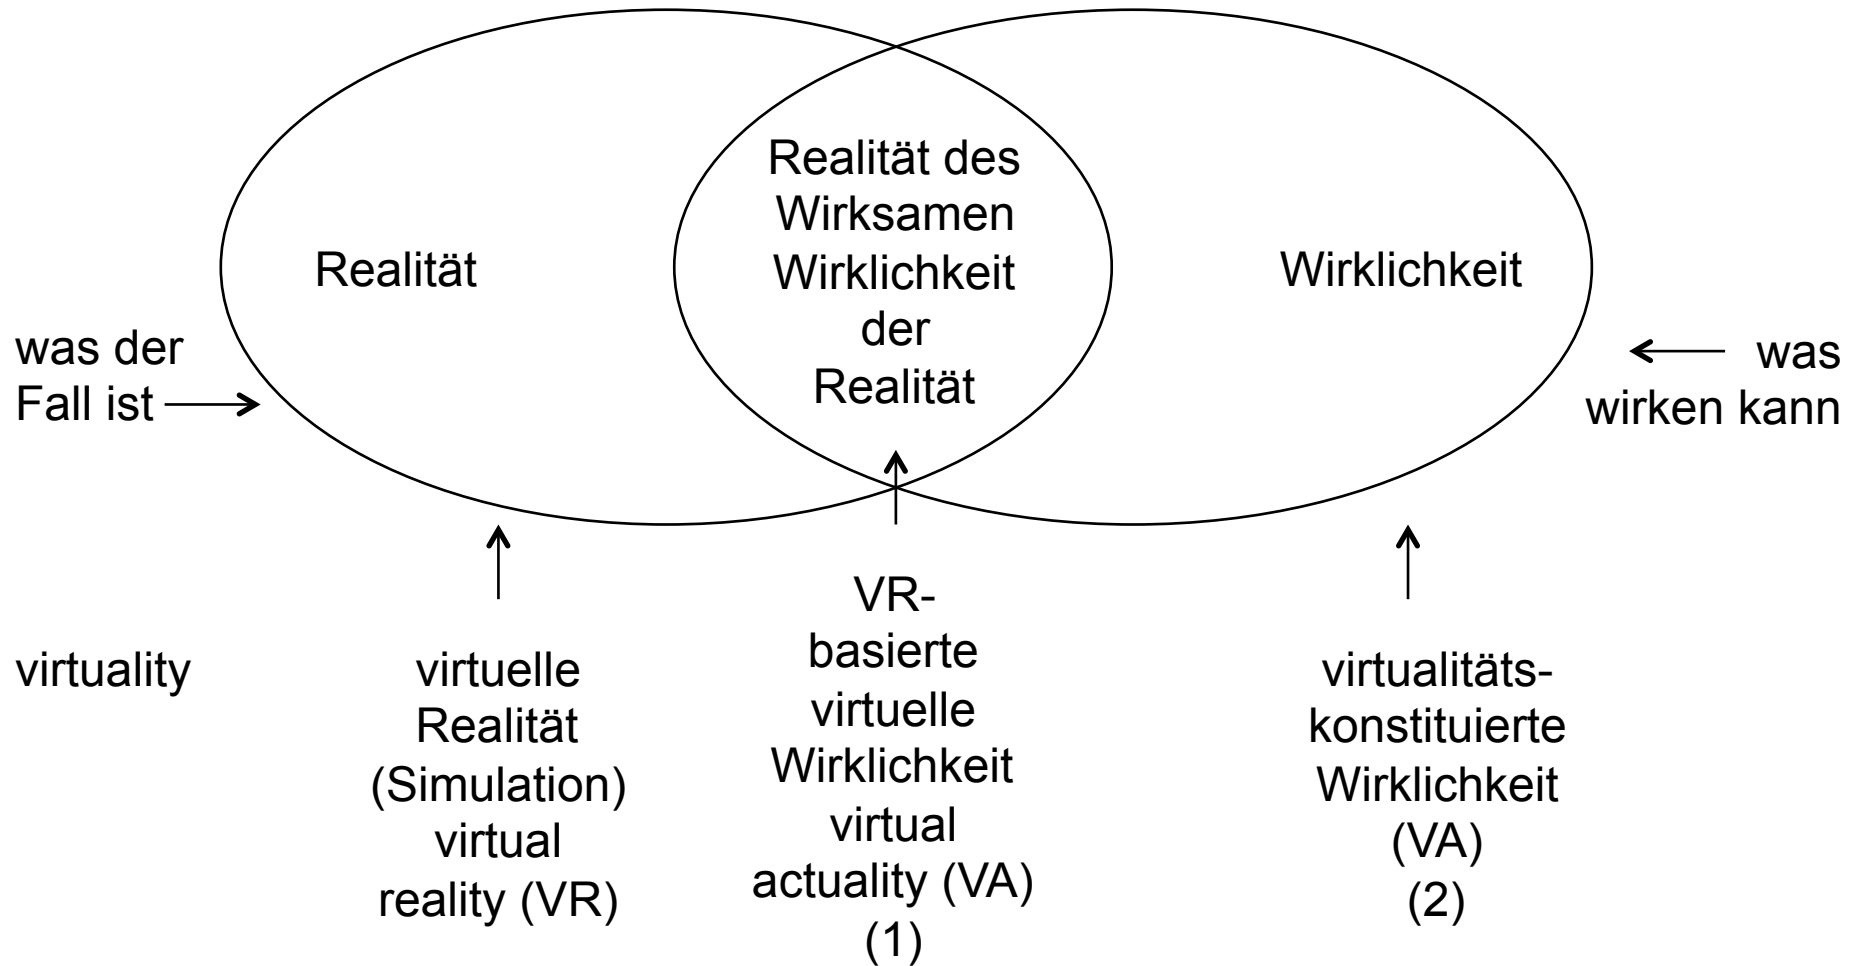 Realität
Realität des
Wirksamen
Wirklichkeit
der
Realität
Wirklichkeit
was der
Fall ist
was
wirken kann
virtuality
virtuelle
Realität
(Simulation)
virtual
reality (VR)
VR-
basierte
virtuelle
Wirklichkeit
virtual
actuality (VA)
(1)
virtualitäts-
konstituierte
Wirklichkeit
(VA)
(2)